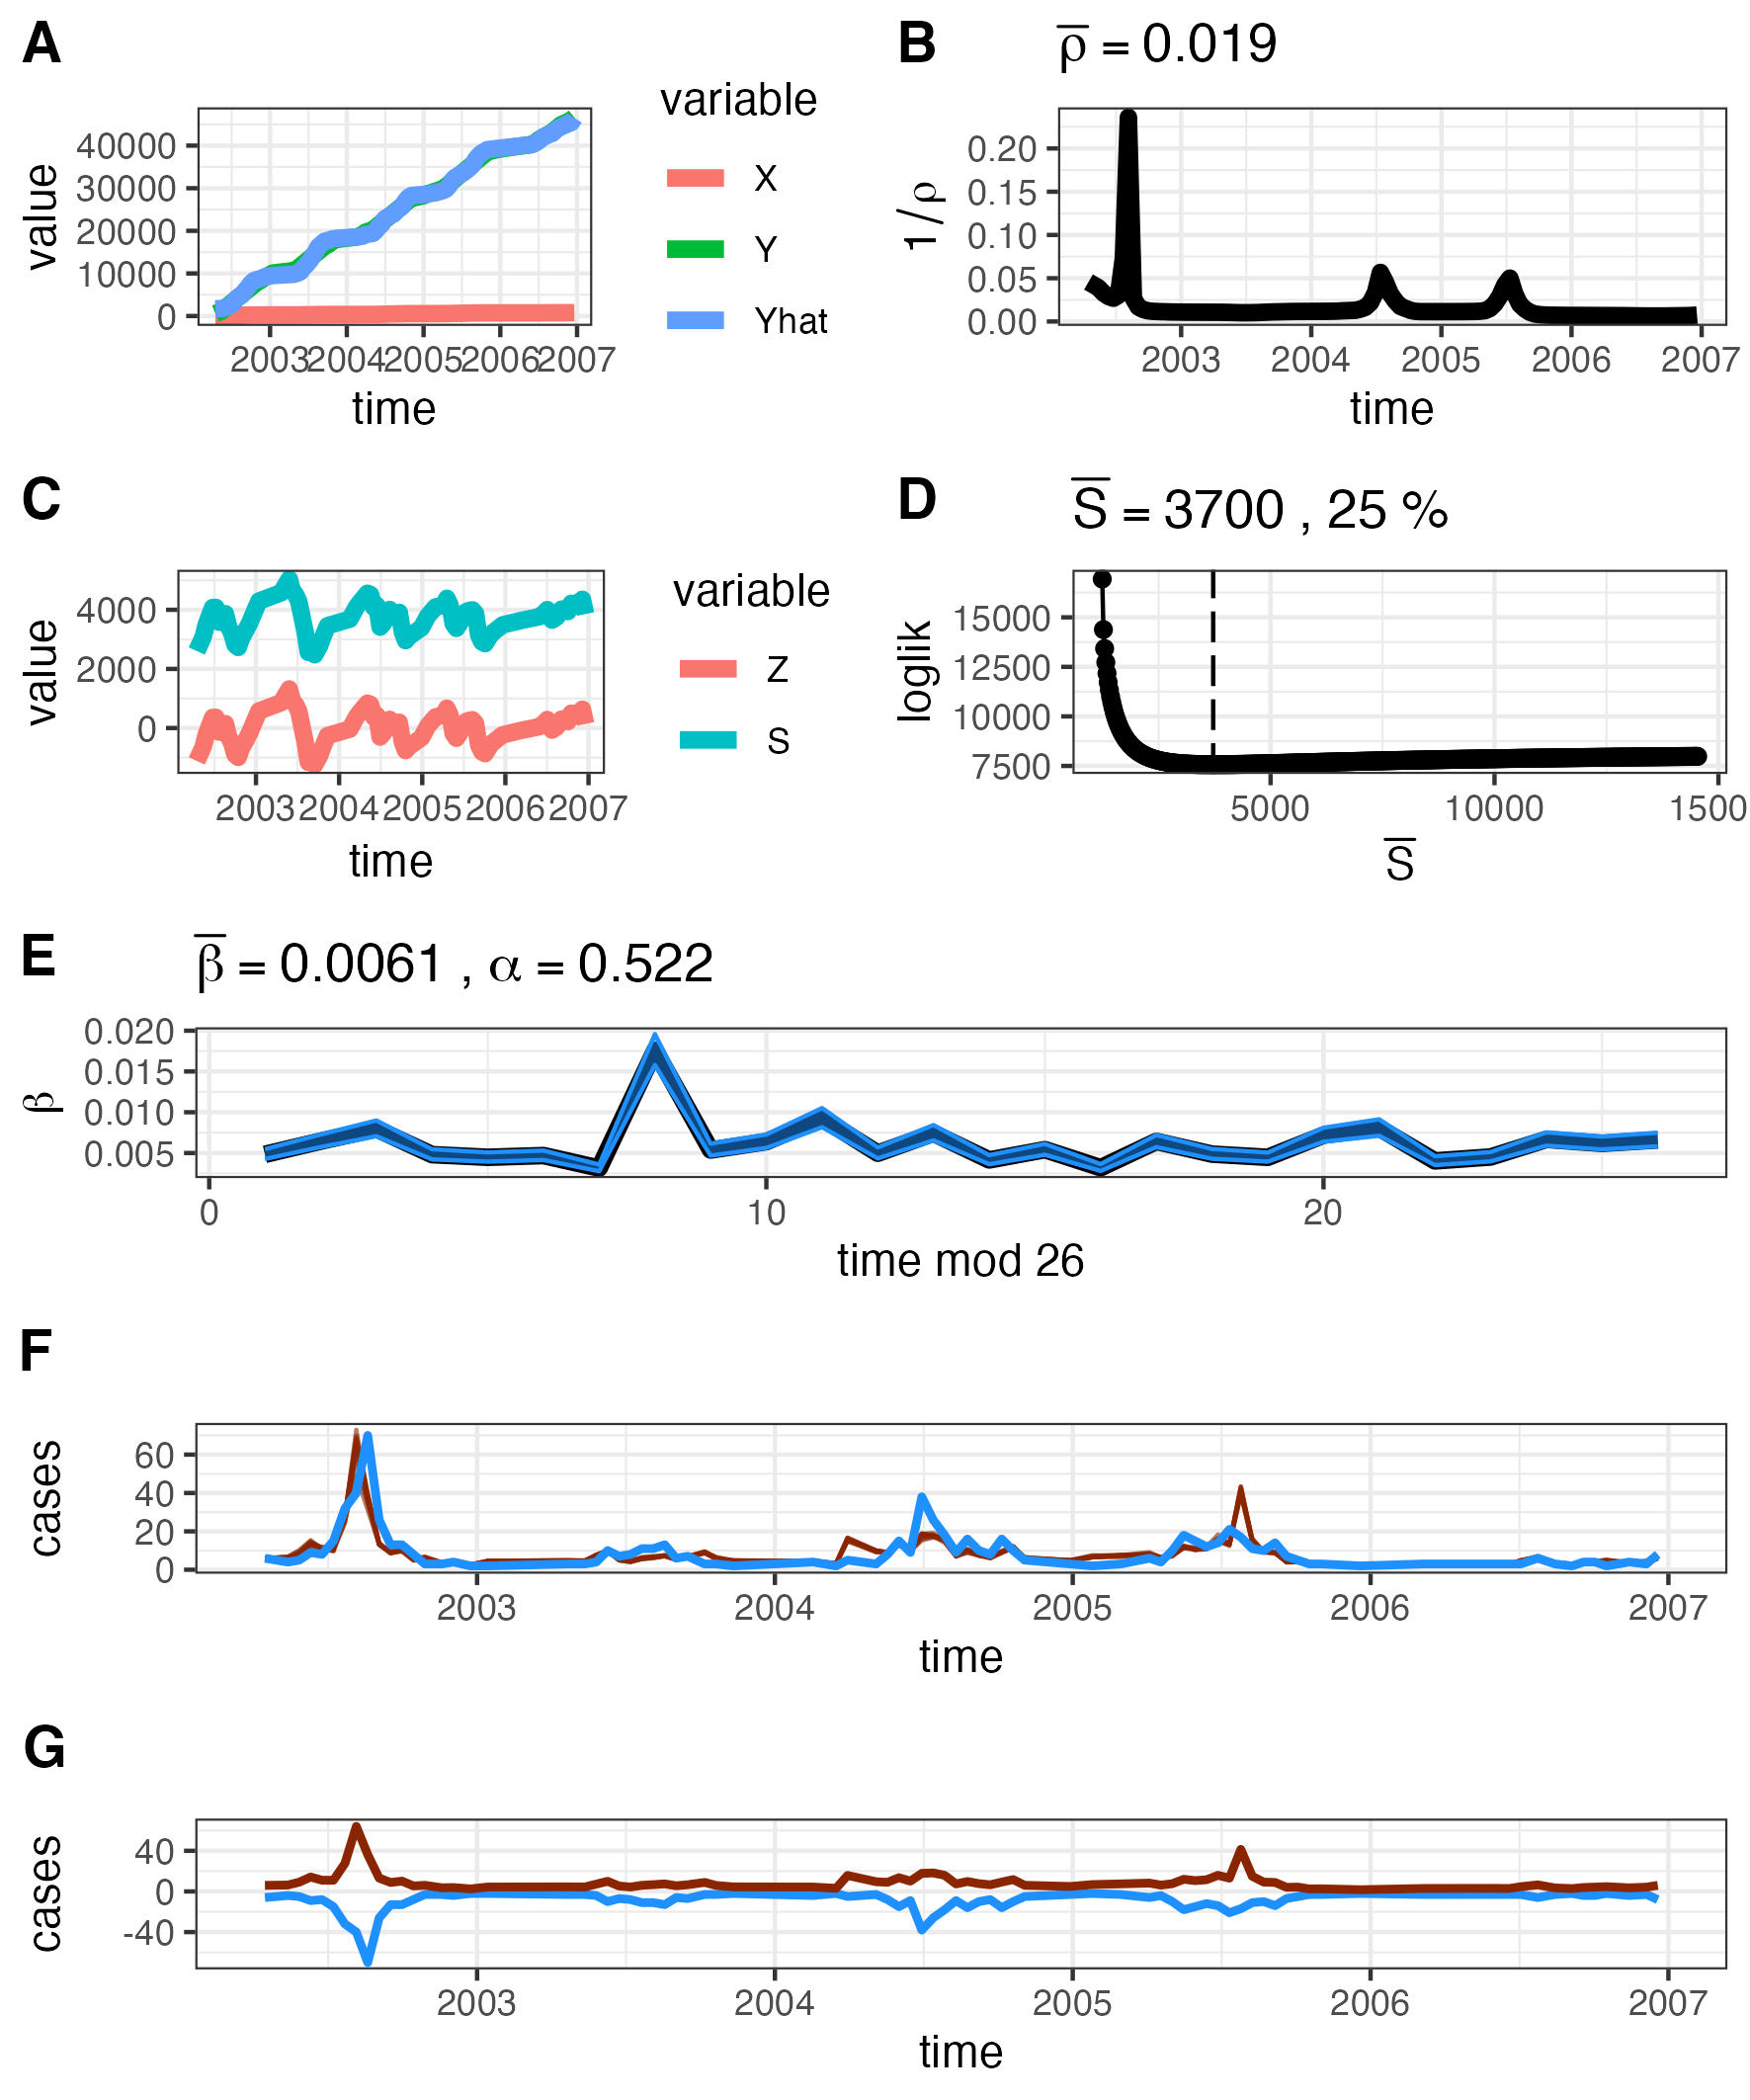 A
variable
X
Y
Yhat
value
40000
30000
20000
10000
0
2003
2004
2005
2006
2007
time
B
ρ̅ = 0.019
1/ρ
0.20
0.15
0.10
0.05
0.00
2003
2004
2005
2006
2007
time
C
variable
Z
S
value
4000
2000
0
2003
2004
2005
2006
2007
time
D
S̅ = 3700 , 25 %
loglik
15000
12500
10000
7500
5000
10000
1500
S̅
E
β̅ = 0.0061 , α = 0.522
β
0.020
0.015
0.010
0.005
0
10
20
time mod 26
F
cases
60
40
20
0
2003
2004
2005
2006
2007
time
G
cases
40
0
-40
2003
2004
2005
2006
2007
time